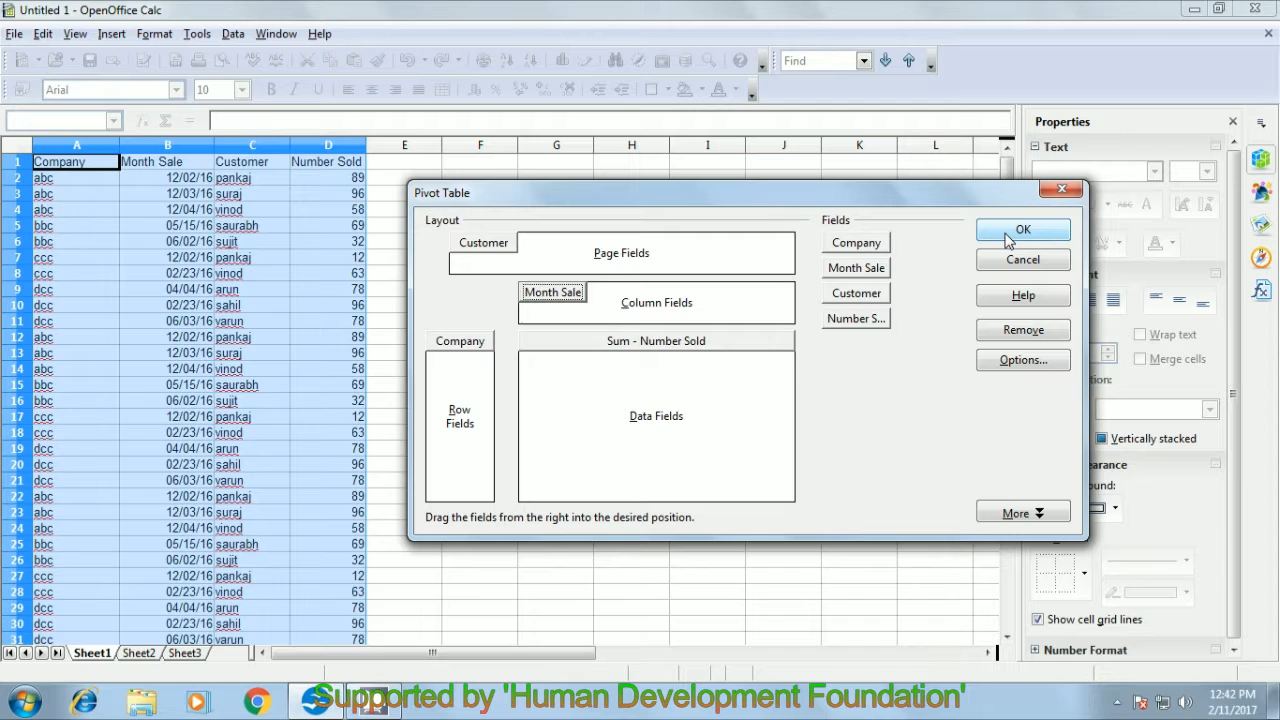 Untitled 1 - OpenOffice Calc
File Edit View Insert Format Tools Data Window Help
Find
Arial 10
A B C D E F G H I J K L
1 Company Month Sale Customer Number Sold
2 abc 12/02/16 pankaj 89
3 abc 12/03/16 suraj 96
4 abc 12/04/16 vinod 58
5 bbc 05/15/16 saurabh 69
6 bbc 06/02/16 sujit 32
7 ccc 12/02/16 pankaj 12
8 ccc 02/23/16 vinod 63
9 dcc 04/04/16 arun 78
10 dcc 02/23/16 sahil 96
11 dcc 06/03/16 varun 78
12 abc 12/02/16 pankaj 89
13 abc 12/03/16 suraj 96
14 abc 12/04/16 vinod 58
15 bbc 05/15/16 saurabh 69
16 bbc 06/02/16 sujit 32
17 ccc 12/02/16 pankaj 12
18 ccc 02/23/16 vinod 63
19 dcc 04/04/16 arun 78
20 dcc 02/23/16 sahil 96
21 dcc 06/03/16 varun 78
22 abc 12/02/16 pankaj 89
23 abc 12/03/16 suraj 96
24 abc 12/04/16 vinod 58
25 bbc 05/15/16 saurabh 69
26 bbc 06/02/16 sujit 32
27 ccc 12/02/16 pankaj 12
28 ccc 02/23/16 vinod 63
29 dcc 04/04/16 arun 78
30 dcc 02/23/16 sahil 96
31 dcc 06/03/16 varun 78
Pivot Table
Layout
Customer
Page Fields
Month Sale
Column Fields
Company
Sum - Number Sold
Row
Fields
Data Fields
Drag the fields from the right into the desired position.
Fields
Company
Month Sale
Customer
Number S...
OK
Cancel
Help
Remove
Options...
More
Properties
Text
Wrap text
Merge cells
Vertically stacked
Show cell grid lines
Number Format
Sheet1 Sheet2 Sheet3
Supported by 'Human Development Foundation'
12:42 PM
2/11/2017